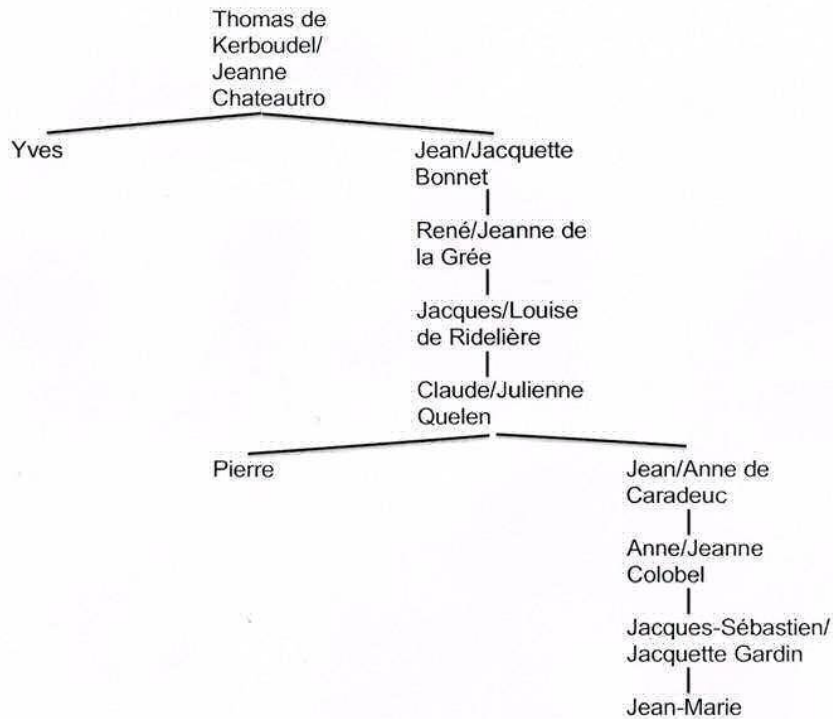 Thomas de
Kerboudel/
Jeanne
Chateautro
Yves
Jean/Jacquette
Bonnet
René/Jeanne de
la Grée
Jacques/Louise
de Ridelière
Claude/Julienne
Quelen
Pierre
Jean/Anne de
Caradeuc
Anne/Jeanne
Colobel
Jacques-Sébastien/
Jacquette Gardin
Jean-Marie